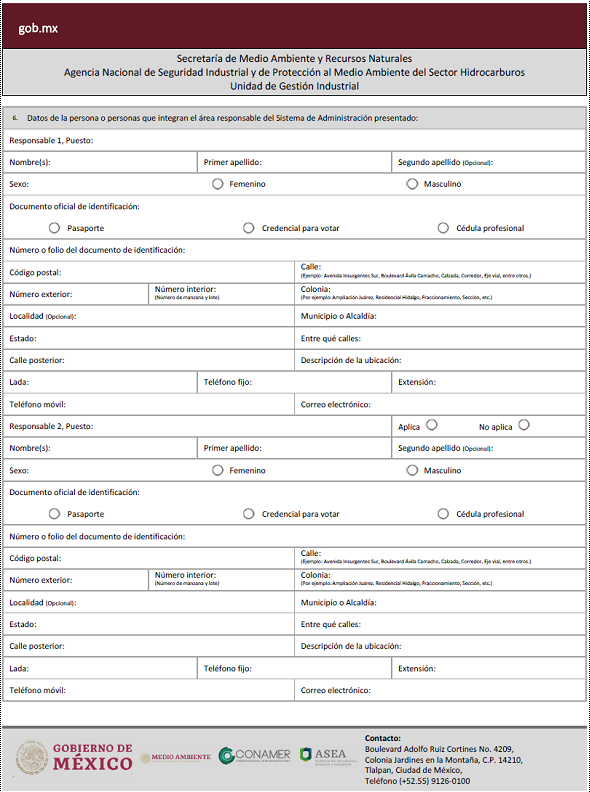 gob.mx
Secretaría de Medio Ambiente y Recursos Naturales
Agencia Nacional de Seguridad Industrial y de Protección al Medio Ambiente del Sector Hidrocarburos
Unidad de Gestión Industrial
6. Datos de la persona o personas que integran el área responsable del Sistema de Administración presentado:
Responsable 1, Puesto:
Nombre(s): Primer apellido: Segundo apellido (Opcional):
Sexo: Femenino Masculino
Documento oficial de identificación:
Pasaporte Credencial para votar Cédula profesional
Número o folio del documento de identificación:
Código postal: Calle:
(Ejemplo: Avenida Insurgentes Sur, Boulevard Ávila Camacho, Calzada, Corredor, Eje vial, entre otros.)
Número exterior: Número interior: Colonia:
(Número de manzana y lote) (Por ejemplo: Ampliación Juárez, Residencial Hidalgo, Fraccionamiento, Sección, etc.)
Localidad (Opcional): Municipio o Alcaldía:
Estado: Entre qué calles:
Calle posterior: Descripción de la ubicación:
Lada: Teléfono fijo: Extensión:
Teléfono móvil: Correo electrónico:
Responsable 2, Puesto: Aplica No aplica
Nombre(s): Primer apellido: Segundo apellido (Opcional):
Sexo: Femenino Masculino
Documento oficial de identificación:
Pasaporte Credencial para votar Cédula profesional
Número o folio del documento de identificación:
Código postal: Calle:
(Ejemplo: Avenida Insurgentes Sur, Boulevard Ávila Camacho, Calzada, Corredor, Eje vial, entre otros.)
Número exterior: Número interior: Colonia:
(Número de manzana y lote) (Por ejemplo: Ampliación Juárez, Residencial Hidalgo, Fraccionamiento, Sección, etc.)
Localidad (Opcional): Municipio o Alcaldía:
Estado: Entre qué calles:
Calle posterior: Descripción de la ubicación:
Lada: Teléfono fijo: Extensión:
Teléfono móvil: Correo electrónico:
GOBIERNO DE
MÉXICO
MEDIO AMBIENTE
CONAMER
ASEA
Contacto:
Boulevard Adolfo Ruiz Cortines No. 4209,
Colonia Jardines en la Montaña, C.P. 14210,
Tlalpan, Ciudad de México,
Teléfono (+52.55) 9126-0100